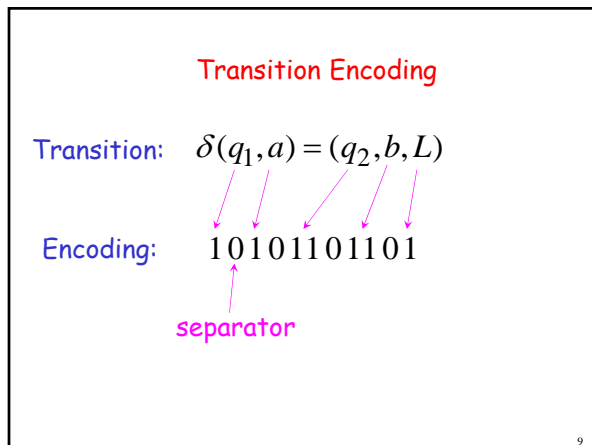 Transition Encoding
Transition: δ(q₁, a) = (q₂, b, L)
Encoding: 10101101101
separator
9